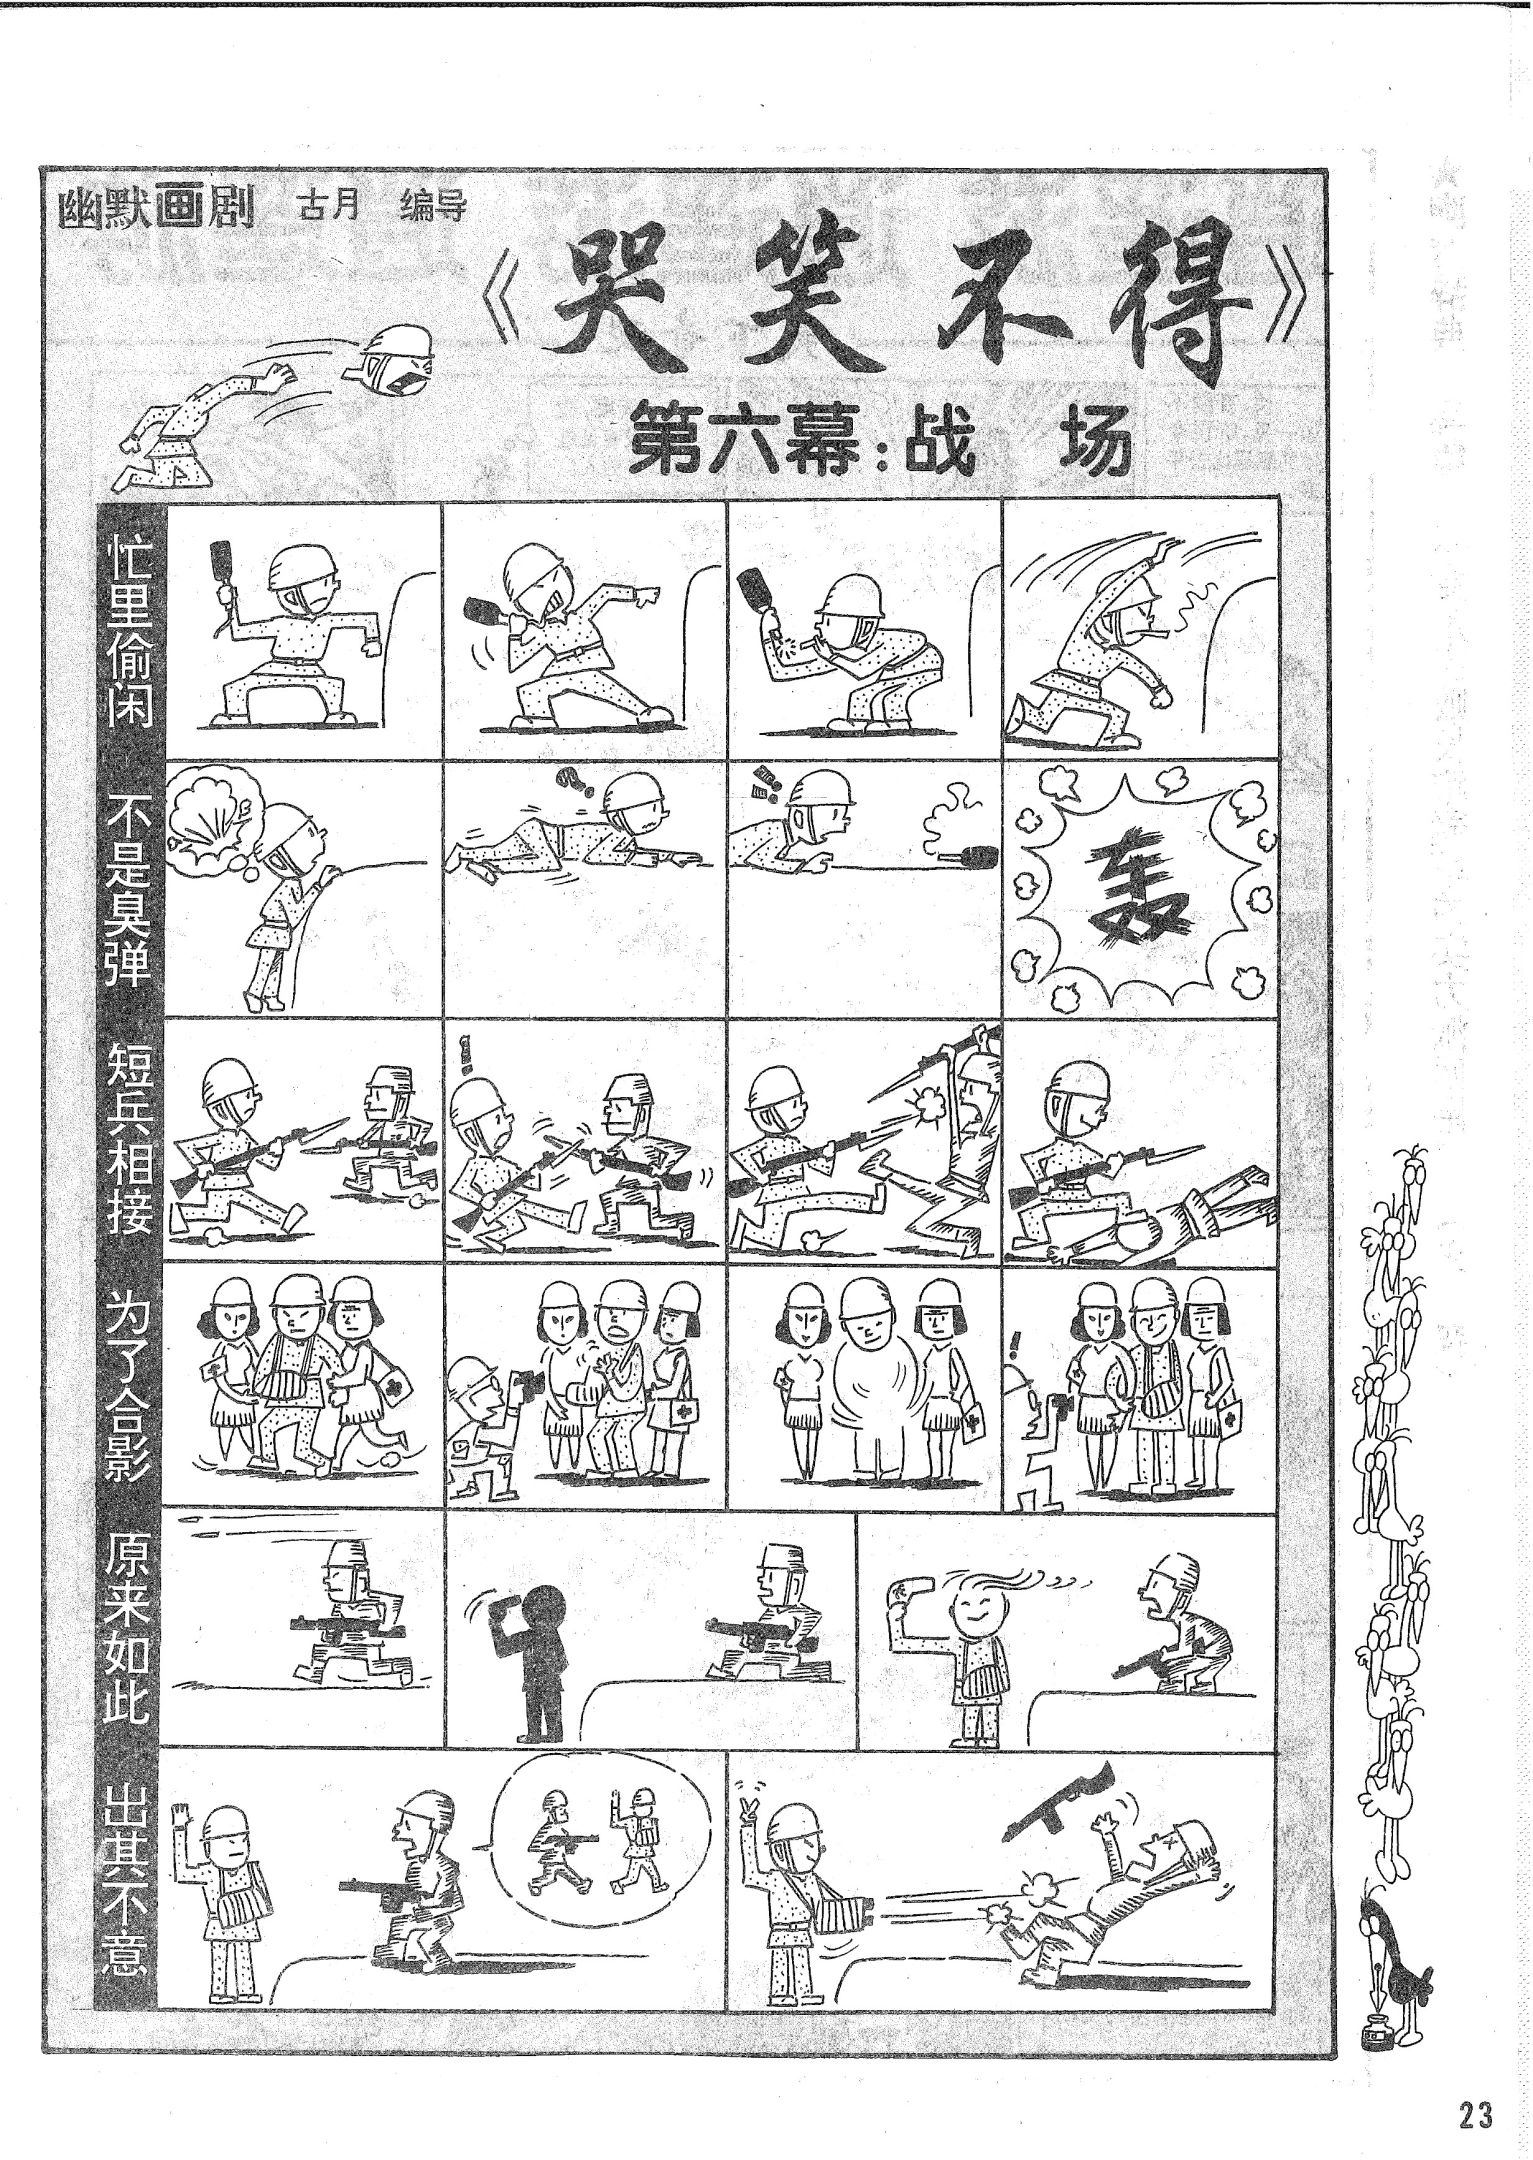 幽默画剧 古月 编导
《哭笑不得》
第六幕:战 场
忙里偷闲
不是臭弹
轰
短兵相接
为了合影
原来如此
出其不意
23